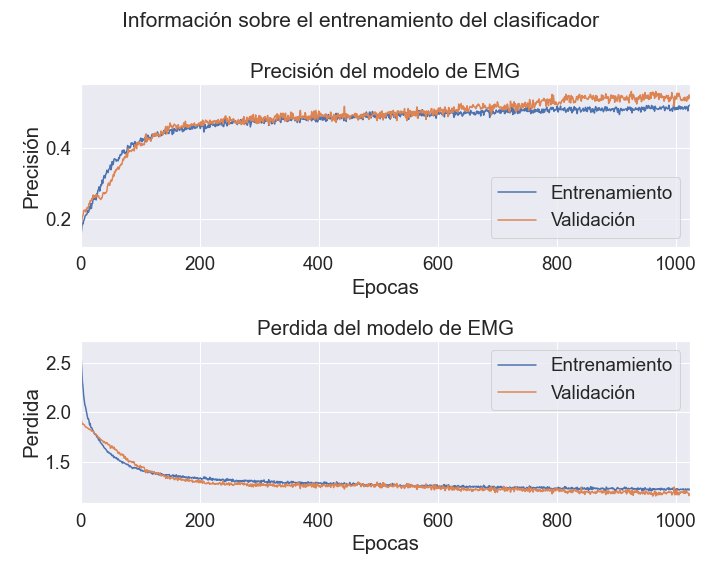 Información sobre el entrenamiento del clasificador
Precisión del modelo de EMG
Precisión
0.4
0.2
Entrenamiento
Validación
0 200 400 600 800 1000
Epocas
Perdida del modelo de EMG
Perdida
2.5
2.0
1.5
Entrenamiento
Validación
0 200 400 600 800 1000
Epocas